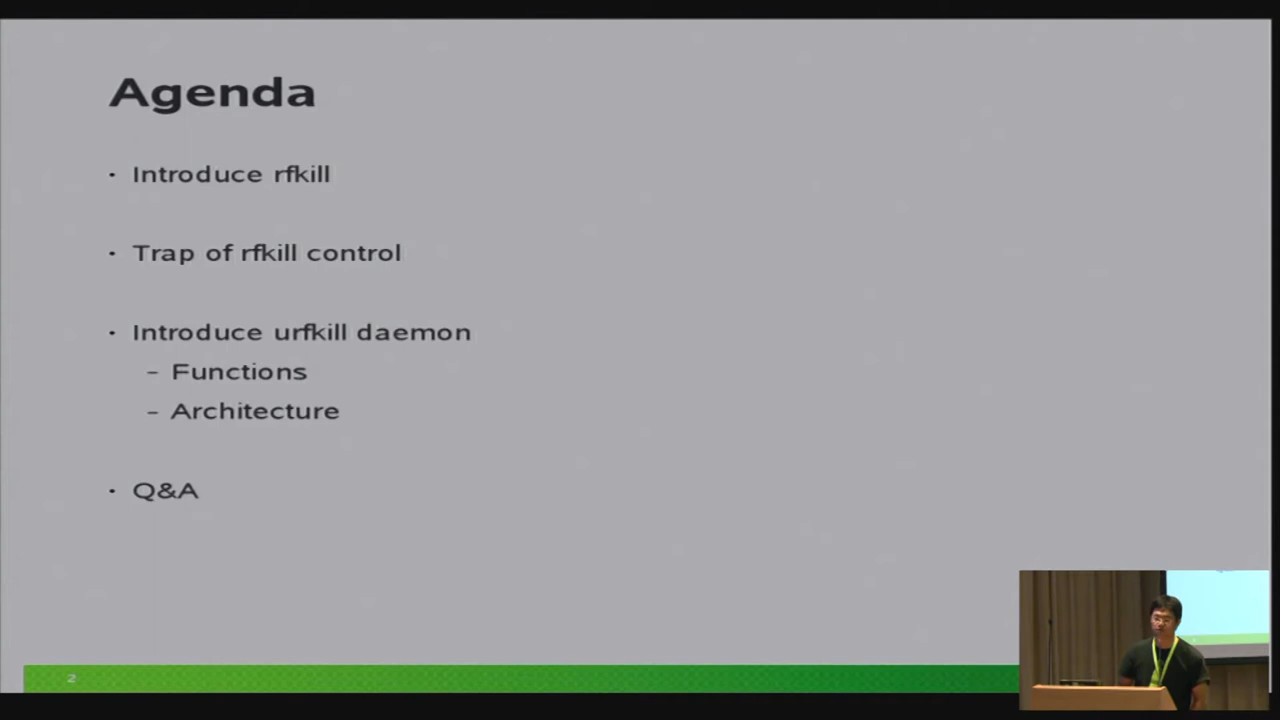 Agenda
· Introduce rfkill
· Trap of rfkill control
· Introduce urfkill daemon
– Functions
– Architecture
· Q&A
2